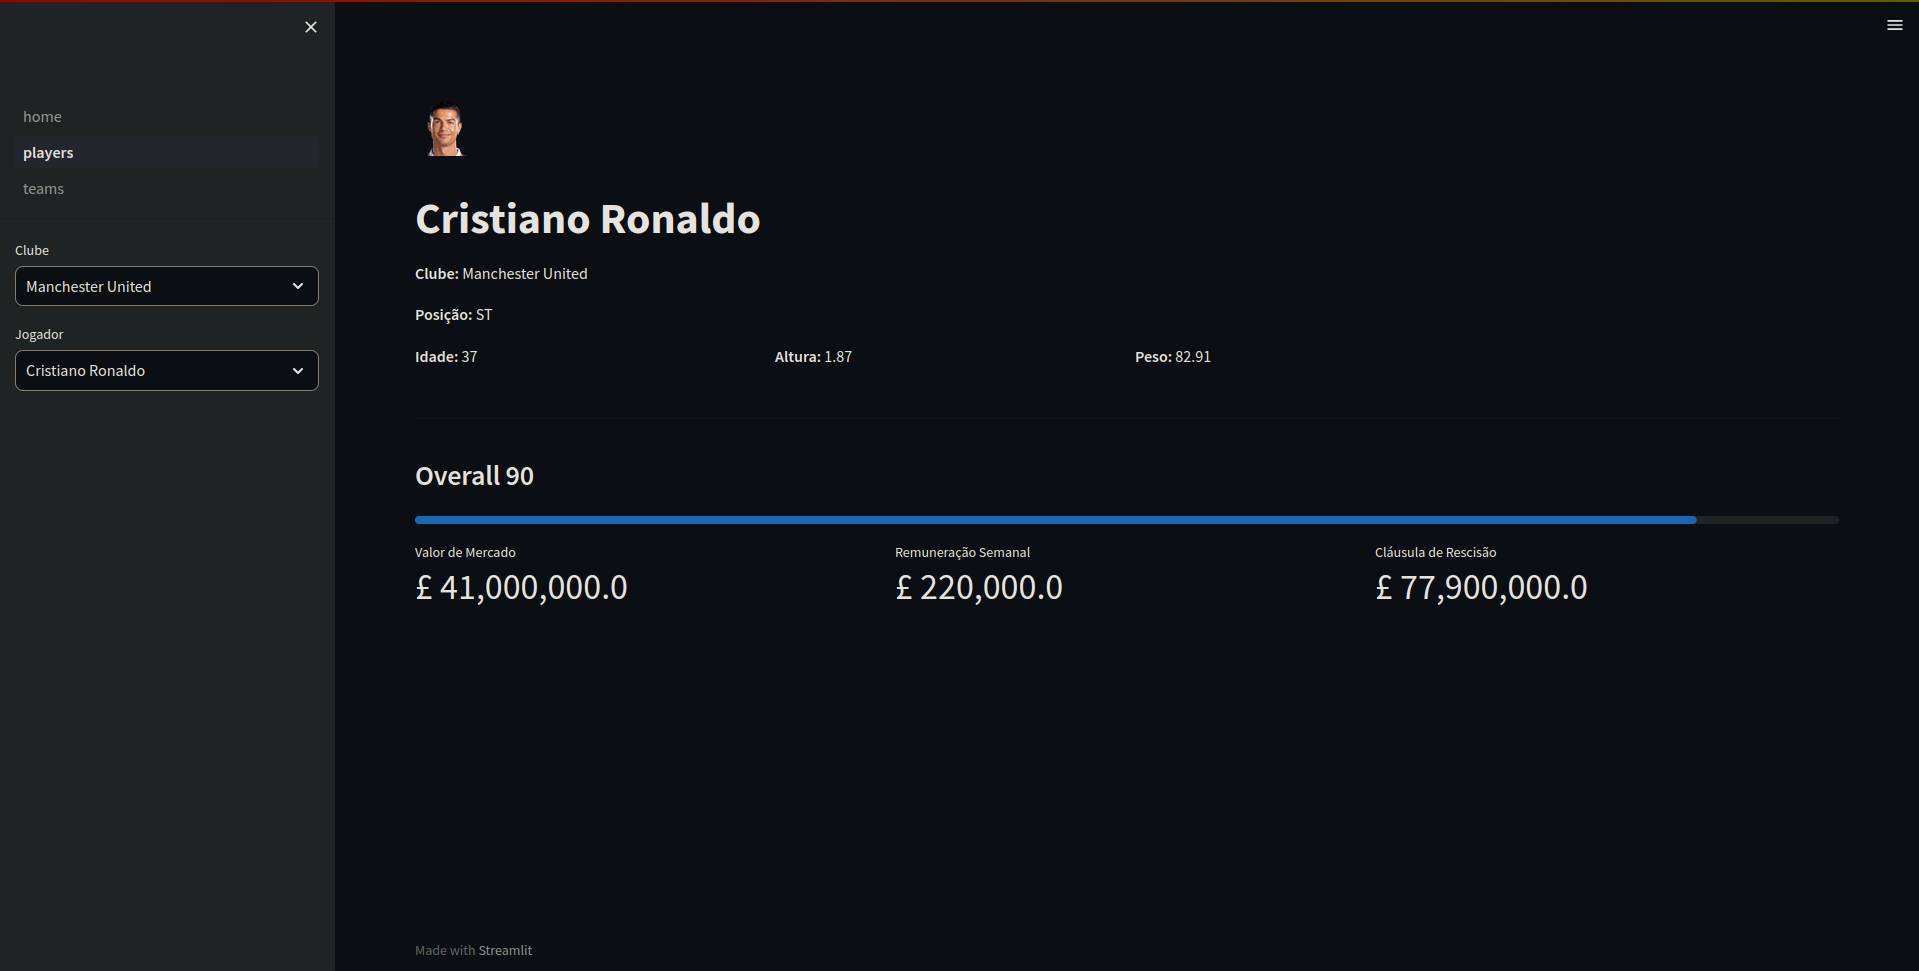 home
players
teams
Clube
Manchester United
Jogador
Cristiano Ronaldo
Cristiano Ronaldo
Clube: Manchester United
Posição: ST
Idade: 37 Altura: 1.87 Peso: 82.91
Overall 90
Valor de Mercado Remuneração Semanal Cláusula de Rescisão
£ 41,000,000.0 £ 220,000.0 £ 77,900,000.0
Made with Streamlit